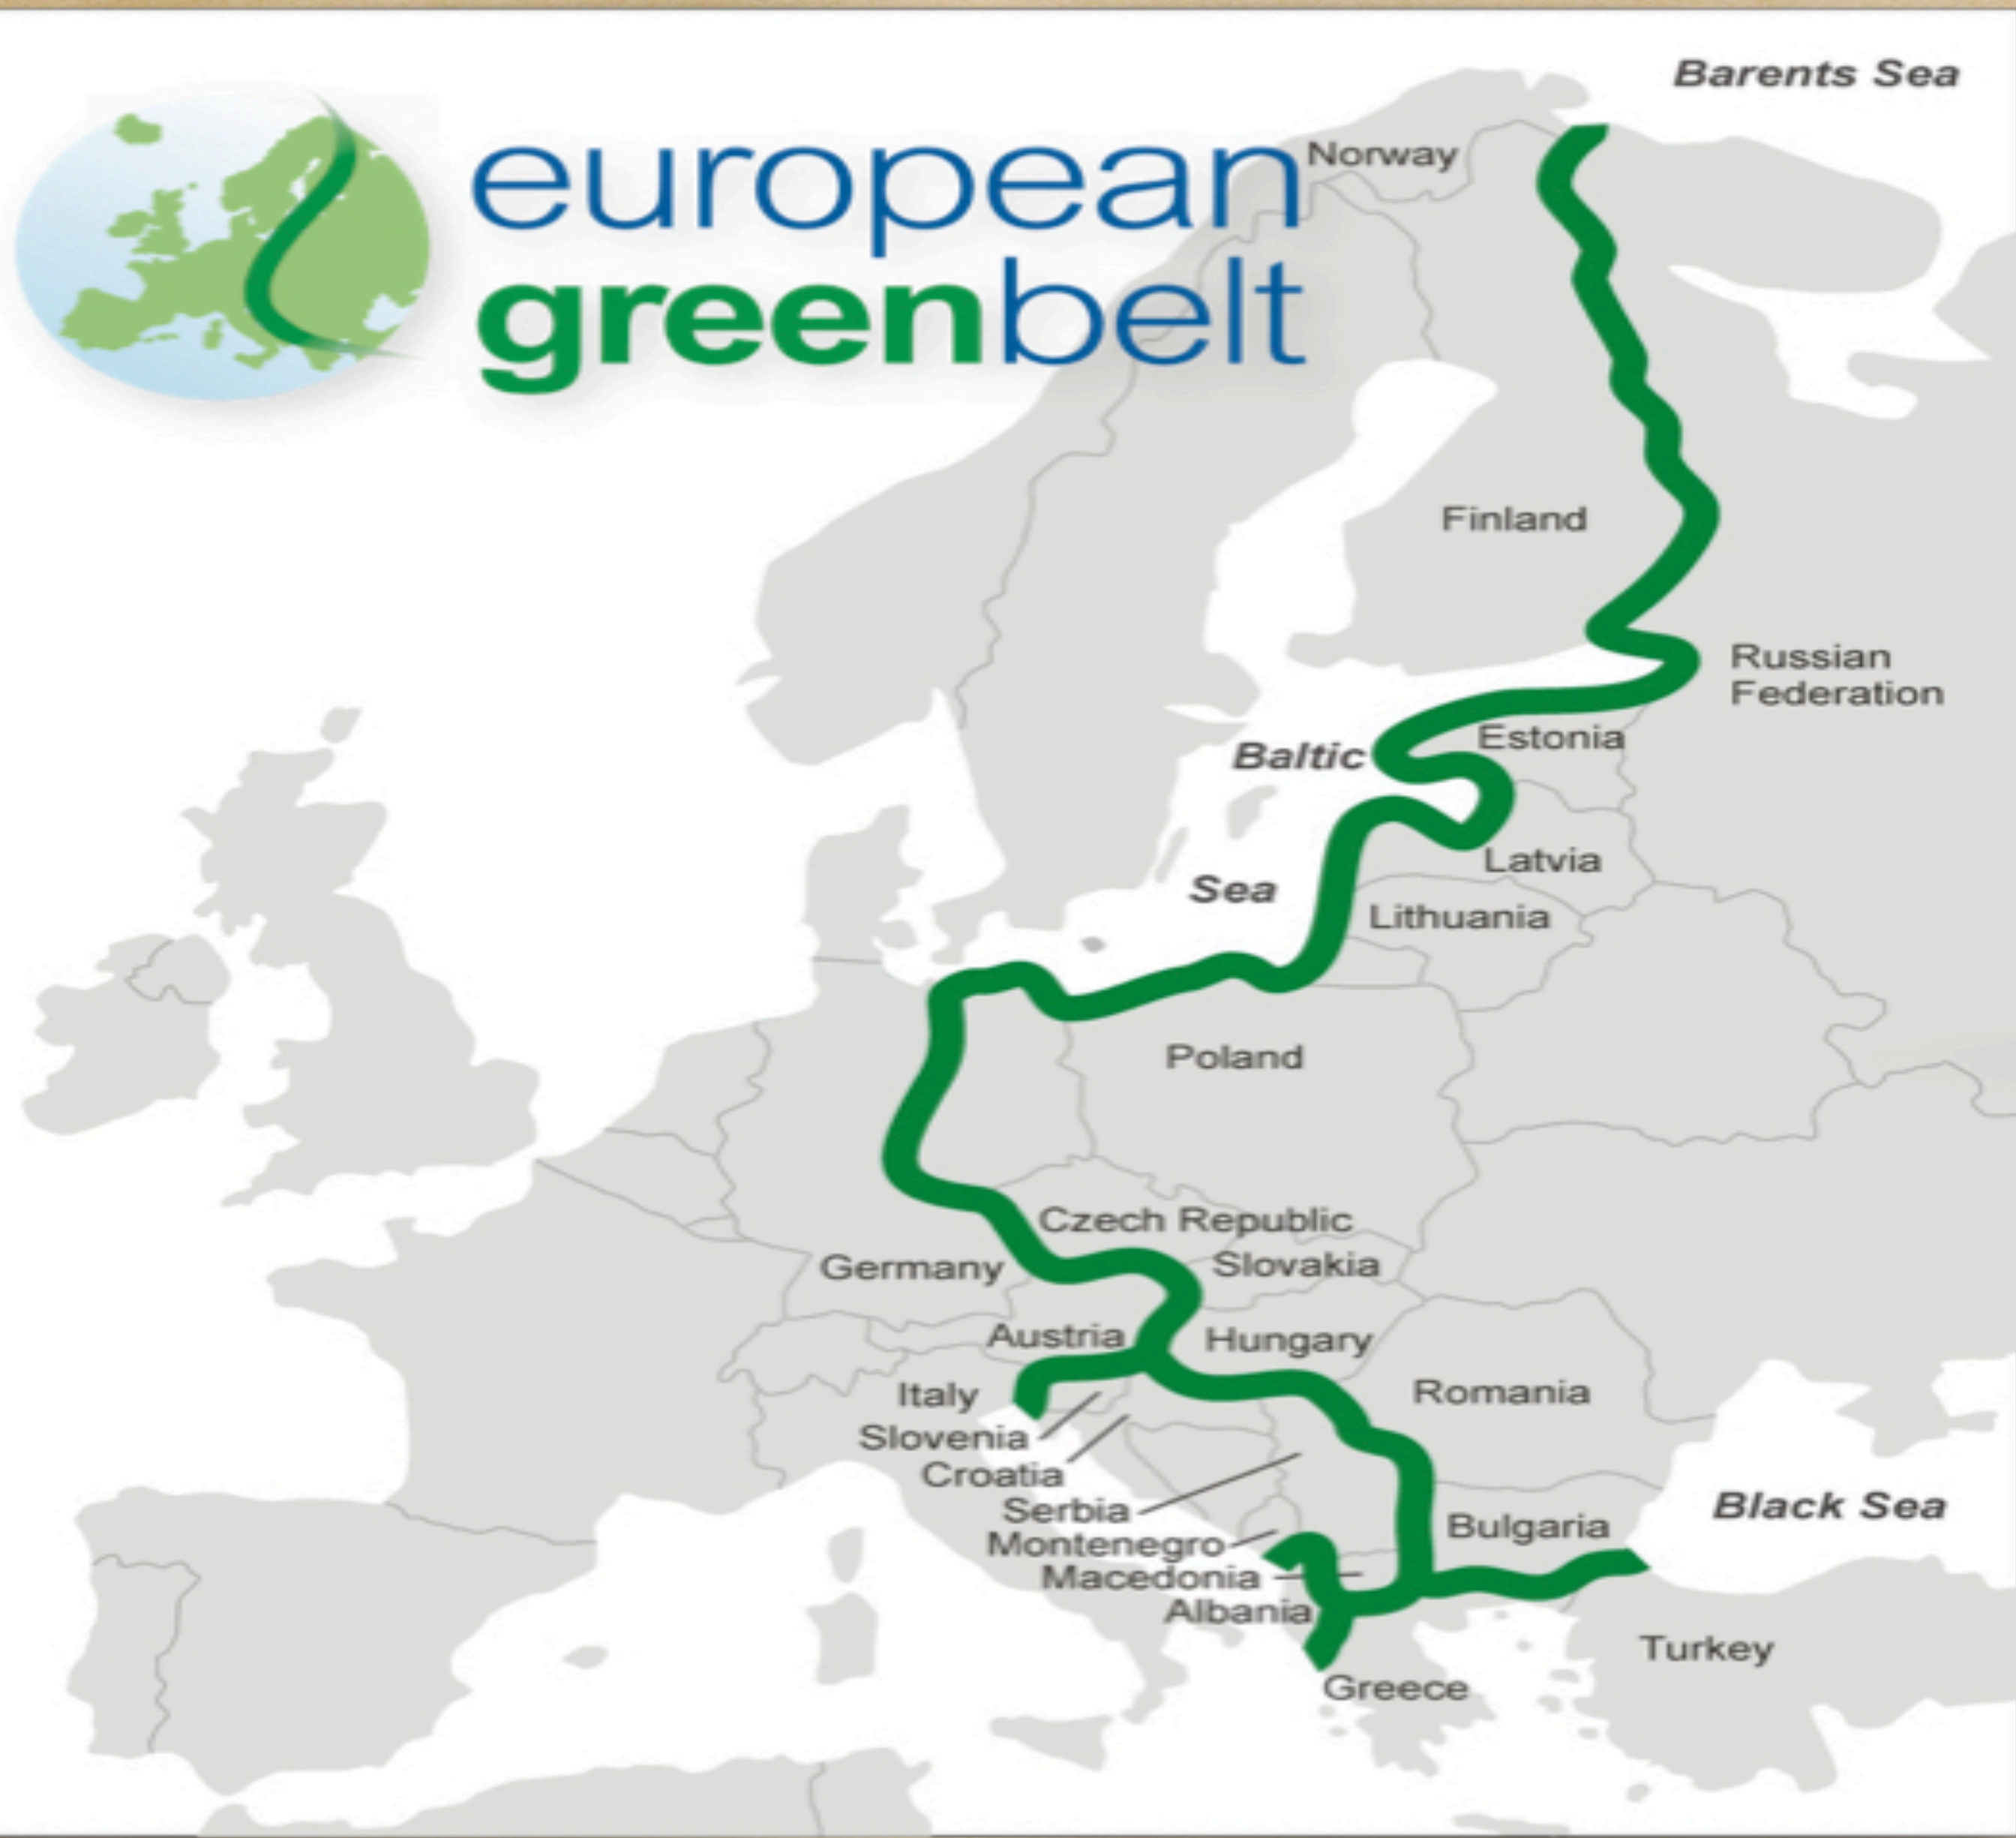 Barents Sea
european
greenbelt
Norway
Finland
Russian
Federation
Estonia
Baltic
Latvia
Sea
Lithuania
Poland
Czech Republic
Germany
Slovakia
Austria
Hungary
Italy
Romania
Slovenia
Croatia
Serbia
Black Sea
Bulgaria
Montenegro
Macedonia
Albania
Turkey
Greece